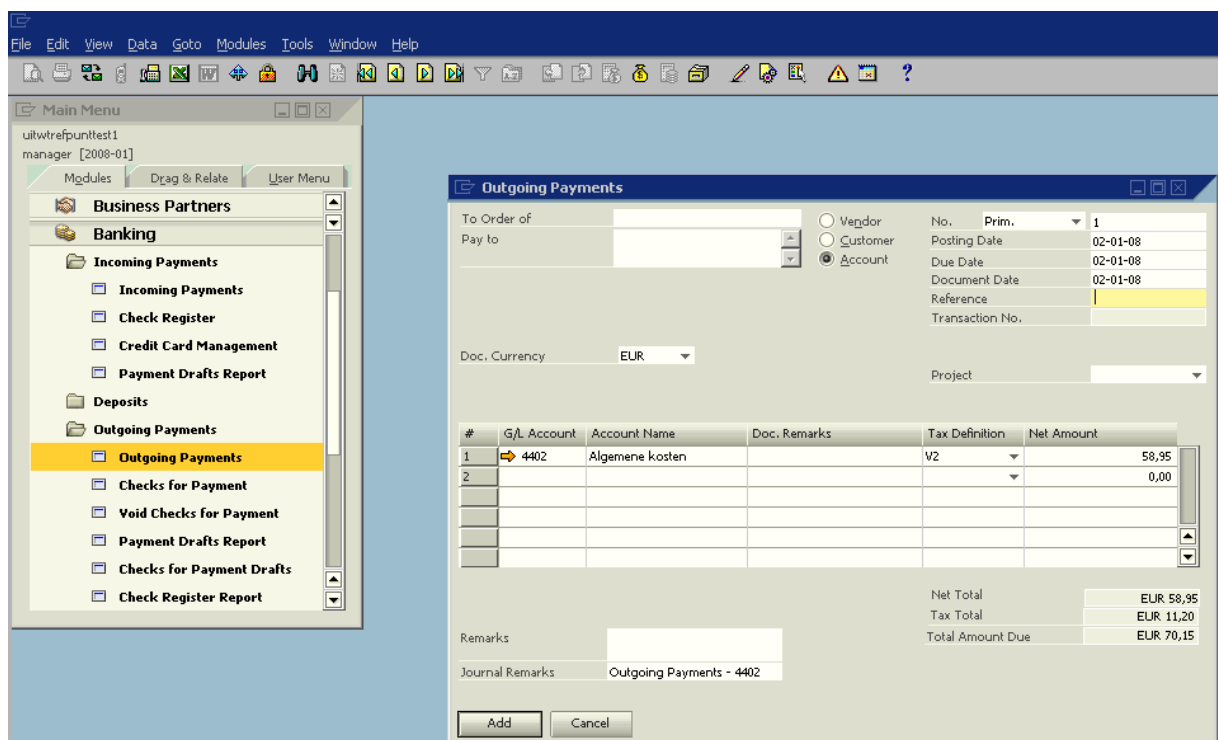 File Edit View Data Goto Modules Tools Window Help
Main Menu
uitwtrefpunttest1
manager [2008-01]
Modules Drag & Relate User Menu
Business Partners
Banking
Incoming Payments
Incoming Payments
Check Register
Credit Card Management
Payment Drafts Report
Deposits
Outgoing Payments
Outgoing Payments
Checks for Payment
Void Checks for Payment
Payment Drafts Report
Checks for Payment Drafts
Check Register Report
Outgoing Payments
To Order of
Pay to
Vendor
Customer
Account
No. Prim. 1
Posting Date 02-01-08
Due Date 02-01-08
Document Date 02-01-08
Reference
Transaction No.
Doc. Currency EUR
Project
# G/L Account Account Name Doc. Remarks Tax Definition Net Amount
1 4402 Algemene kosten V2 58,95
2 0,00
Net Total EUR 58,95
Tax Total EUR 11,20
Total Amount Due EUR 70,15
Remarks
Journal Remarks Outgoing Payments - 4402
Add Cancel